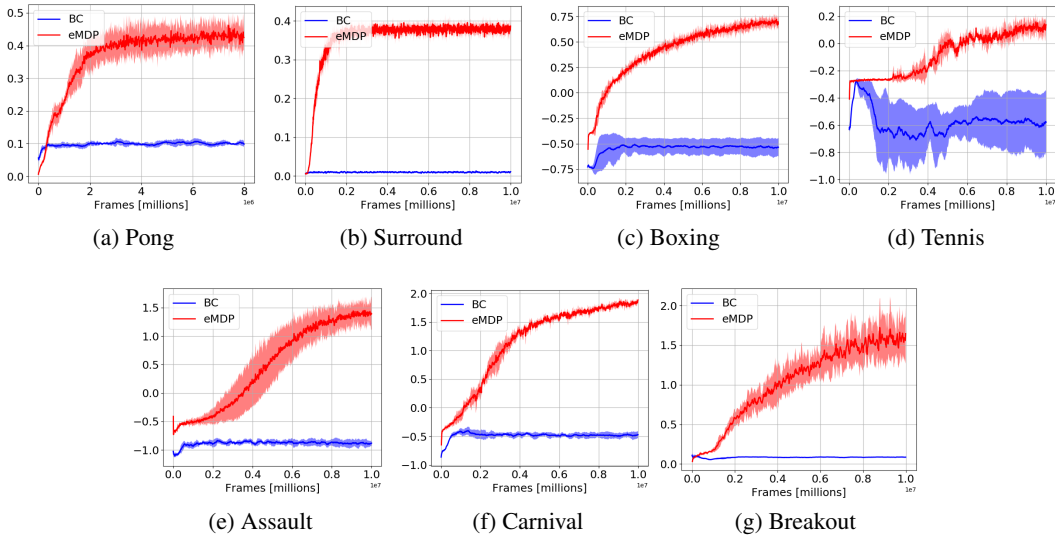 BC
eMDP
0.5
0.4
0.3
0.2
0.1
0.0
0 2 4 6 8
1e6
Frames [millions]
(a) Pong
BC
eMDP
0.4
0.3
0.2
0.1
0.0
0.0 0.2 0.4 0.6 0.8 1.0
1e7
Frames [millions]
(b) Surround
BC
eMDP
0.75
0.50
0.25
0.00
−0.25
−0.50
−0.75
0.0 0.2 0.4 0.6 0.8 1.0
1e7
Frames [millions]
(c) Boxing
BC
eMDP
0.2
0.0
−0.2
−0.4
−0.6
−0.8
−1.0
0.0 0.2 0.4 0.6 0.8 1.0
1e7
Frames [millions]
(d) Tennis
BC
eMDP
1.5
1.0
0.5
0.0
−0.5
−1.0
0.0 0.2 0.4 0.6 0.8 1.0
1e7
Frames [millions]
(e) Assault
BC
eMDP
2.0
1.5
1.0
0.5
0.0
−0.5
−1.0
0.0 0.2 0.4 0.6 0.8 1.0
1e7
Frames [millions]
(f) Carnival
BC
eMDP
2.0
1.5
1.0
0.5
0.0
0.0 0.2 0.4 0.6 0.8 1.0
1e7
Frames [millions]
(g) Breakout